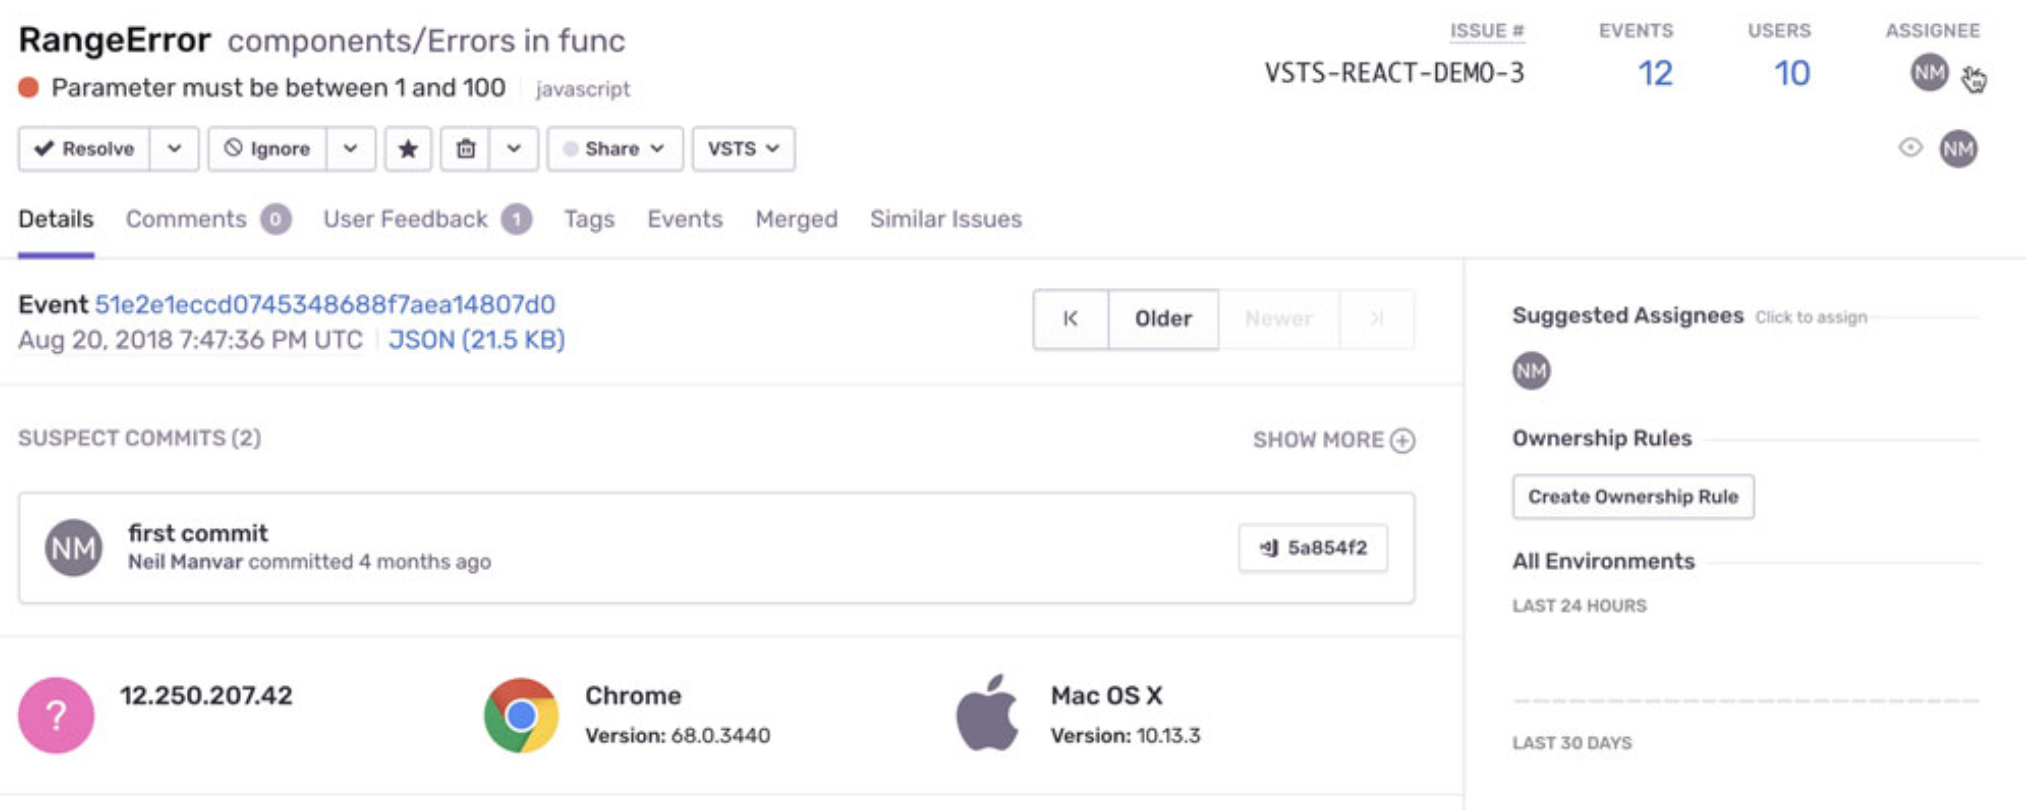 RangeError components/Errors in func
ISSUE # EVENTS USERS ASSIGNEE
Parameter must be between 1 and 100 javascript
VSTS-REACT-DEMO-3 12 10 NM
Resolve Ignore Share VSTS
NM
Details Comments 0 User Feedback 1 Tags Events Merged Similar Issues
Event 51e2e1eccd0745348688f7aea14807d0
Aug 20, 2018 7:47:36 PM UTC JSON (21.5 KB)
Older Newer
SUSPECT COMMITS (2) SHOW MORE
NM
first commit
Neil Manvar committed 4 months ago
5a854f2
? 12.250.207.42
Chrome
Version: 68.0.3440
Mac OS X
Version: 10.13.3
Suggested Assignees Click to assign
NM
Ownership Rules
Create Ownership Rule
All Environments
LAST 24 HOURS
LAST 30 DAYS